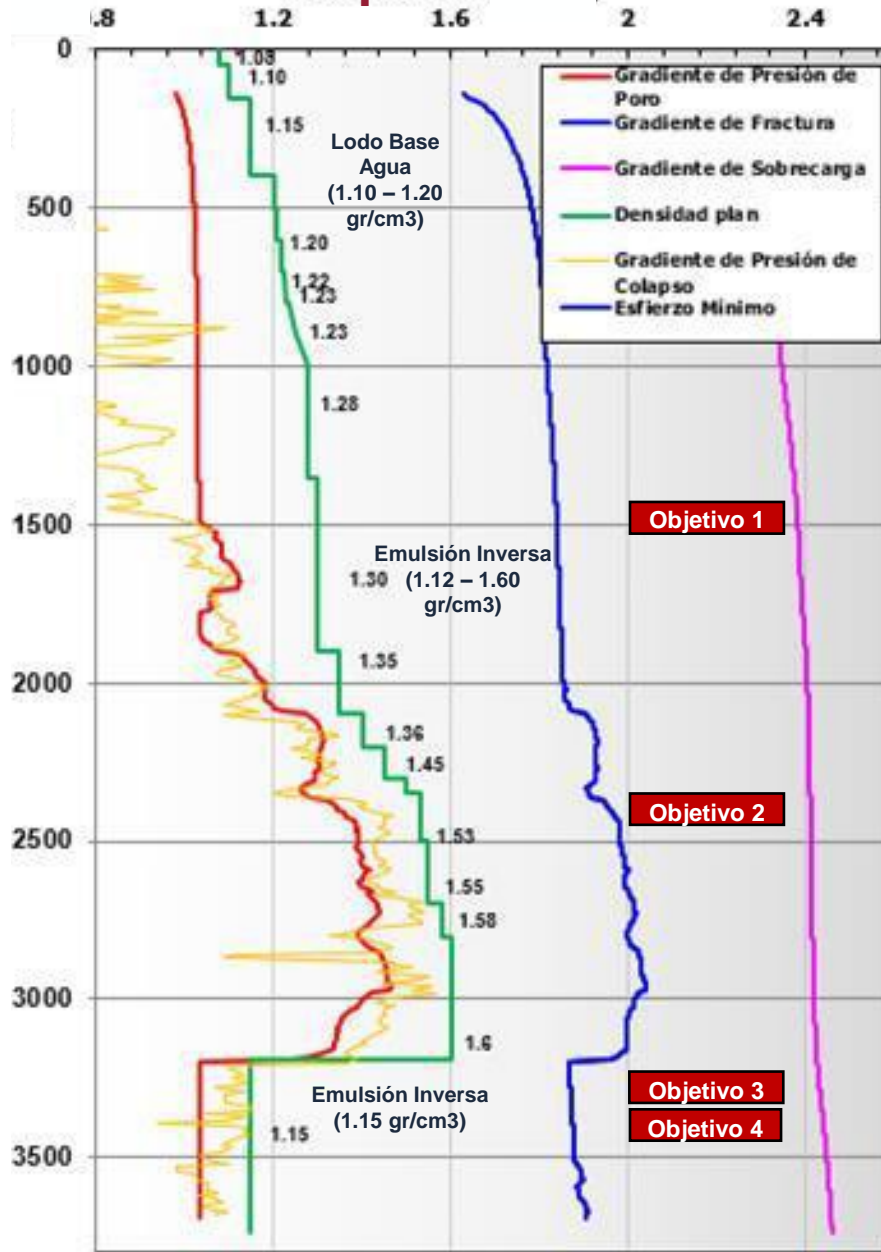 .8 1.2 1.6 2 2.4
0
500
1000
1500
2000
2500
3000
3500
Gradiente de Presión de
Poro
Gradiente de Fractura
Gradiente de Sobrecarga
Densidad plan
Gradiente de Presión de
Colapso
Esfierzo Minimo
1.08
1.10
1.15
Lodo Base
Agua
(1.10 – 1.20
gr/cm3)
1.20
1.22
1.23
1.23
1.28
Objetivo 1
Emulsión Inversa
(1.12 – 1.60
gr/cm3)
1.30
1.35
1.36
1.45
Objetivo 2
1.53
1.55
1.58
1.6
Objetivo 3
Emulsión Inversa
(1.15 gr/cm3)
Objetivo 4
1.15